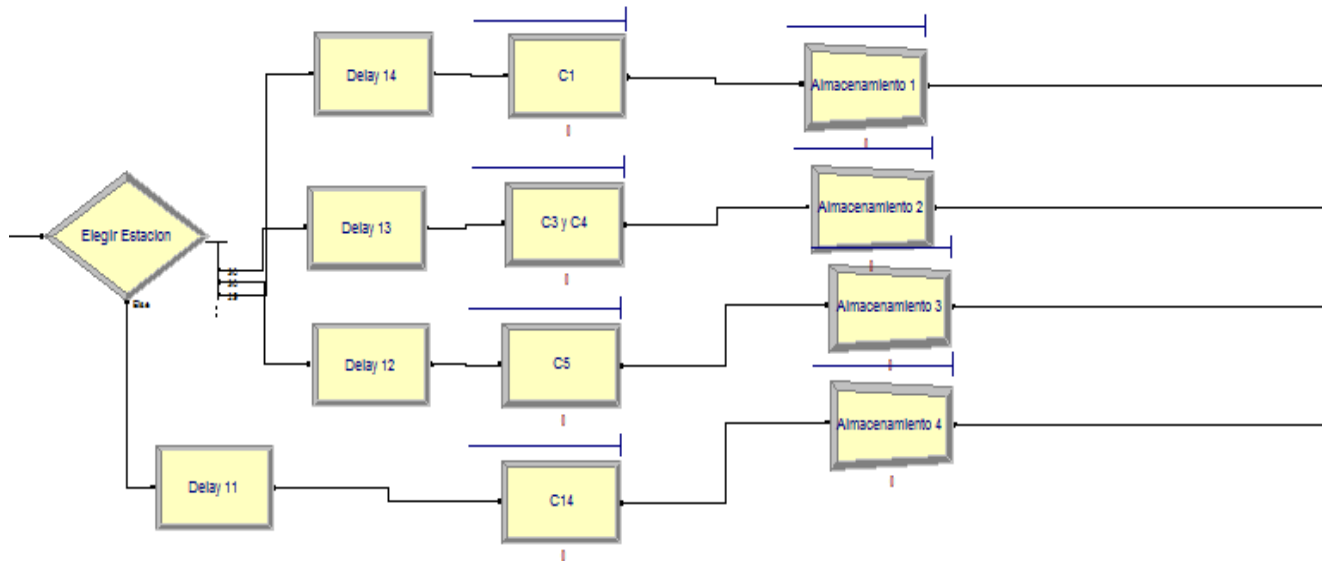 Delay 14
C1
Almacenamiento 1
Elegir Estacion
Delay 13
C3 y C4
Almacenamiento 2
Else
Delay 12
C5
Almacenamiento 3
Delay 11
C14
Almacenamiento 4